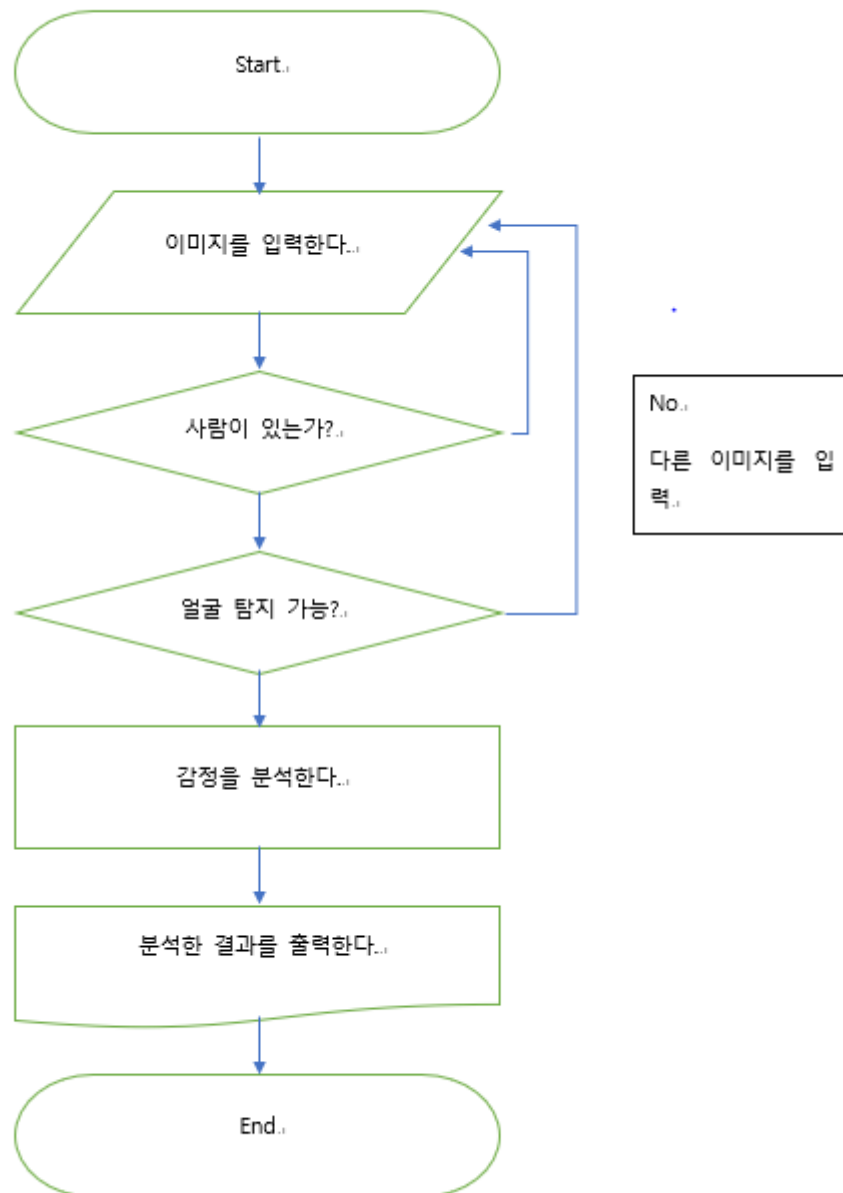 Start
이미지를 입력한다.
사람이 있는가?
No
다른 이미지를 입
력
얼굴 탐지 가능?
감정을 분석한다.
분석한 결과를 출력한다.
End